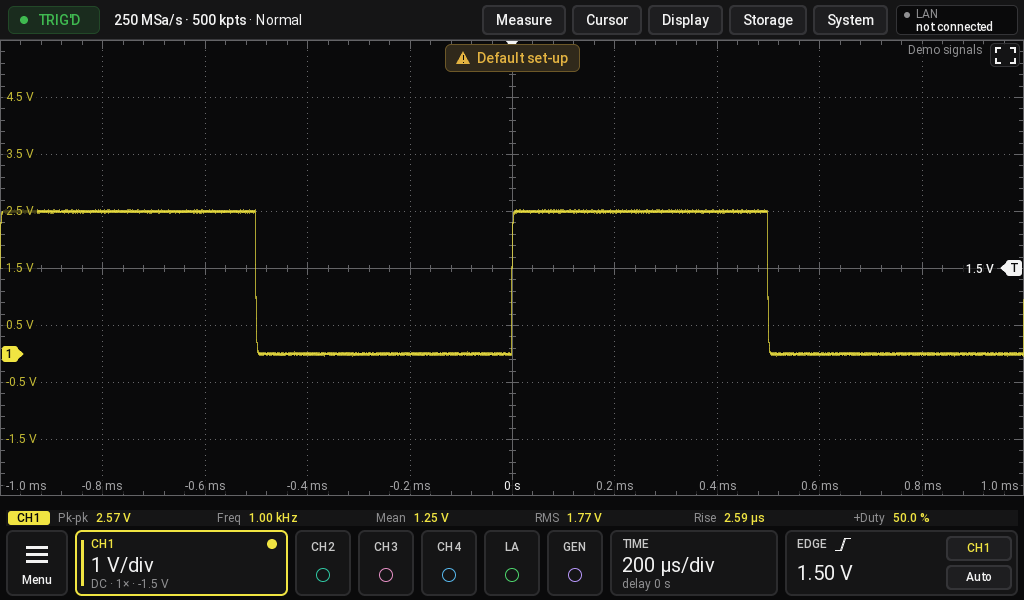 TRIG'D 250 MSa/s · 500 kpts · Normal Measure Cursor Display Storage System LAN
not connected
Default set-up Demo signals
4.5 V
3.5 V
2.5 V
1.5 V 1.5 V T
0.5 V
1
-0.5 V
-1.5 V
-1.0 ms -0.8 ms -0.6 ms -0.4 ms -0.2 ms 0 s 0.2 ms 0.4 ms 0.6 ms 0.8 ms 1.0 ms
CH1 Pk-pk 2.57 V Freq 1.00 kHz Mean 1.25 V RMS 1.77 V Rise 2.59 µs +Duty 50.0 %
Menu
CH1
1 V/div
DC · 1× · -1.5 V
CH2 CH3 CH4 LA GEN
TIME
200 µs/div
delay 0 s
EDGE
1.50 V
CH1
Auto